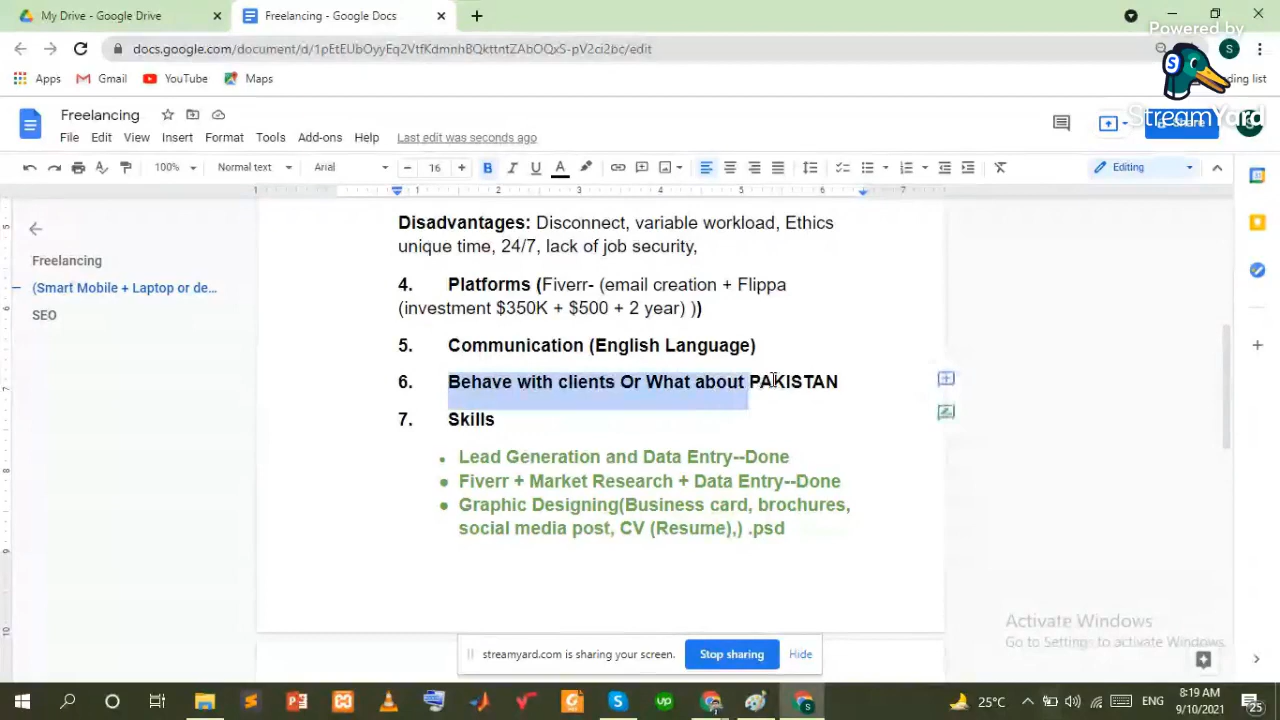 My Drive - Google Drive
Freelancing - Google Docs
Powered by
docs.google.com/document/d/1pEtEUbOyyEq2VtfKdmnhBQkttntZAbOQxS-pV2ci2bc/edit
S
Apps
Gmail
YouTube
Maps
ding list
StreamYard
Freelancing
File Edit View Insert Format Tools Add-ons Help
Last edit was seconds ago
Share
100% Normal text Arial 16 B I U A Editing
Disadvantages: Disconnect, variable workload, Ethics
unique time, 24/7, lack of job security,
Freelancing
(Smart Mobile + Laptop or de...
SEO
4. Platforms (Fiverr- (email creation + Flippa
(investment $350K + $500 + 2 year) ))
5. Communication (English Language)
6. Behave with clients Or What about PAKISTAN
7. Skills
● Lead Generation and Data Entry--Done
● Fiverr + Market Research + Data Entry--Done
● Graphic Designing(Business card, brochures,
social media post, CV (Resume),) .psd
Activate Windows
Go to Setting to activate Windows.
streamyard.com is sharing your screen.
Stop sharing
Hide
25°C
ENG
8:19 AM
9/10/2021
25